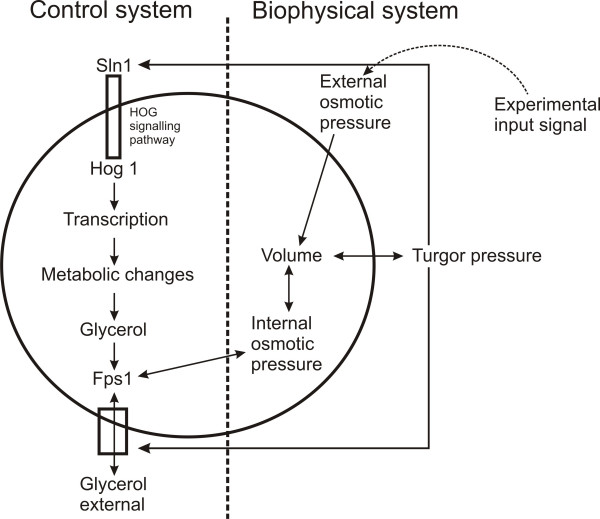 Control system
Biophysical system
Sln1
HOG
signalling
pathway
Hog 1
Transcription
Metabolic changes
Glycerol
Fps1
Glycerol
external
External
osmotic
pressure
Experimental
input signal
Volume
Turgor pressure
Internal
osmotic
pressure